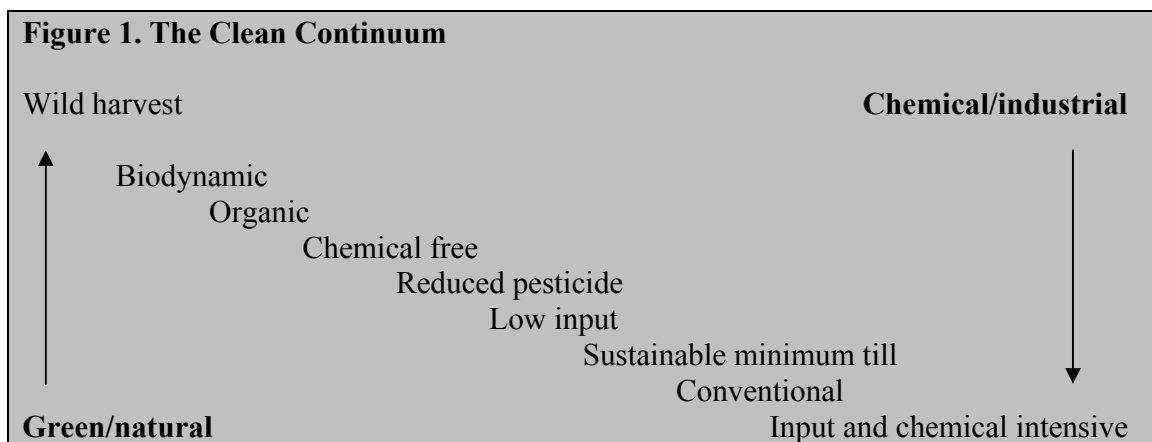 Figure 1. The Clean Continuum
Wild harvest Chemical/industrial
Biodynamic
Organic
Chemical free
Reduced pesticide
Low input
Sustainable minimum till
Conventional
Green/natural Input and chemical intensive